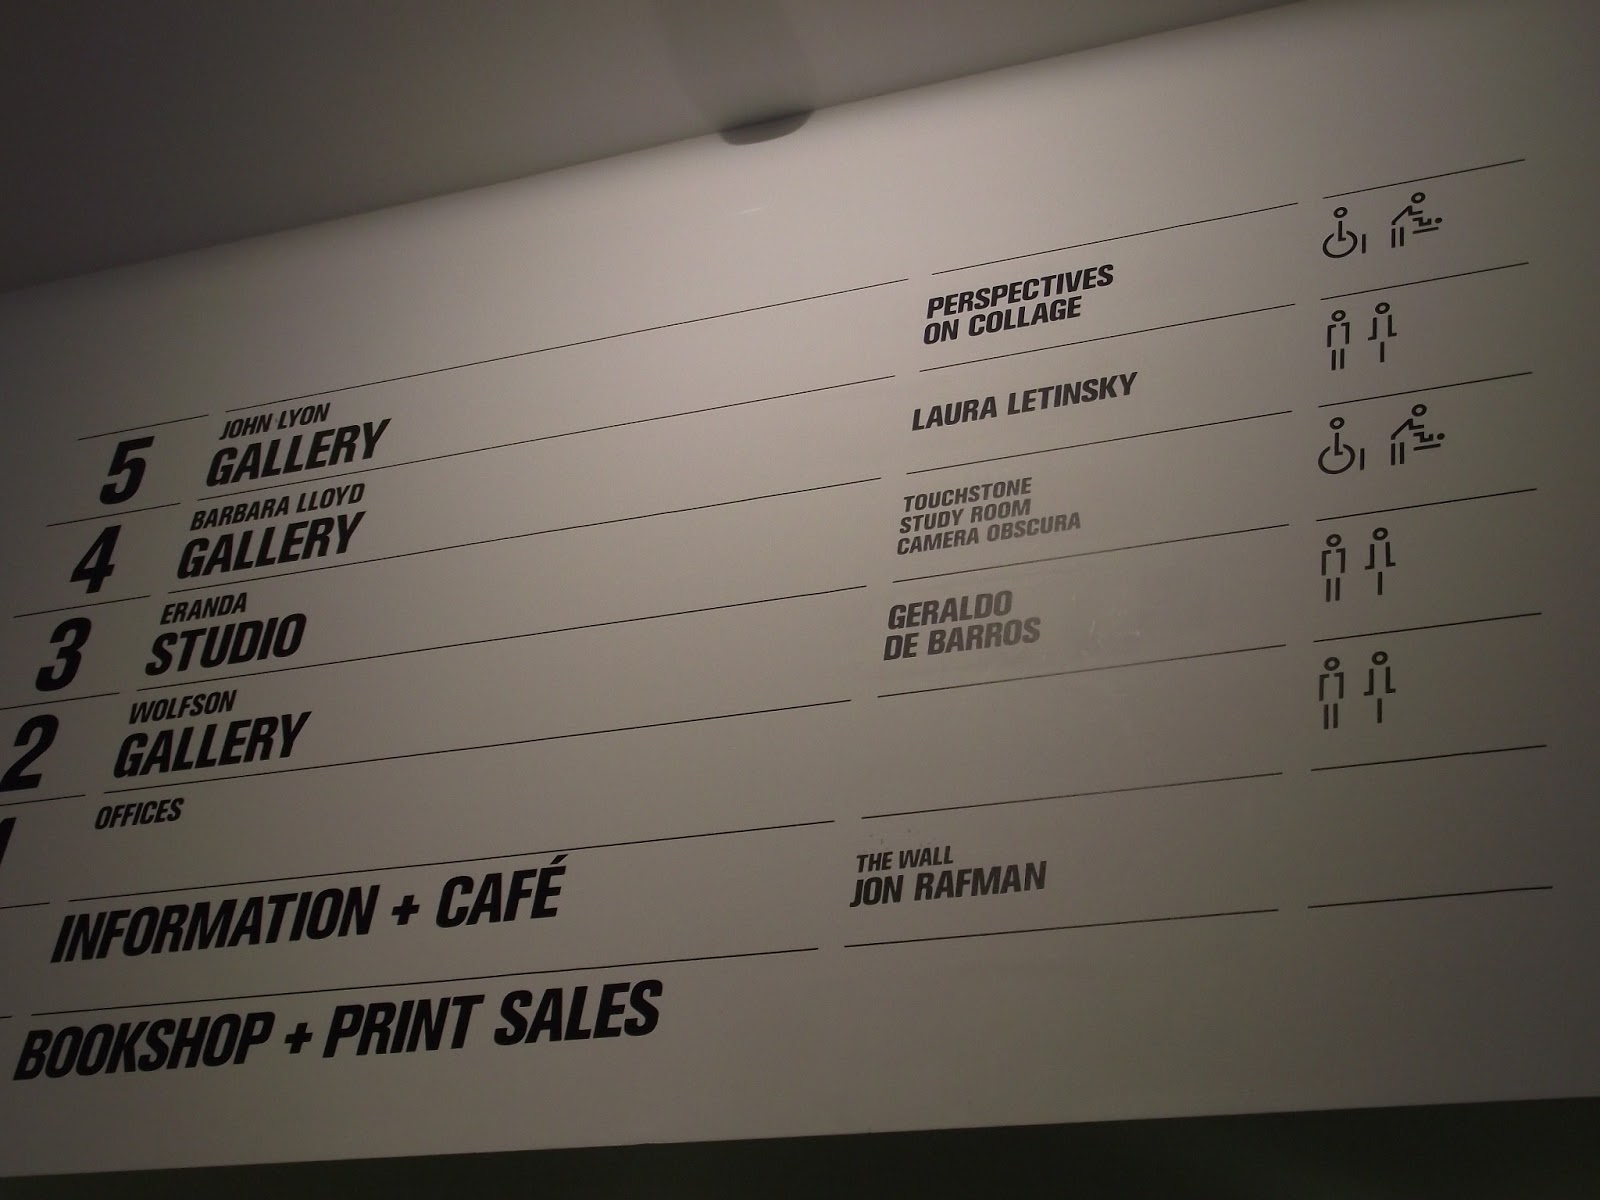 5
JOHN LYON
GALLERY
PERSPECTIVES
ON COLLAGE
4
BARBARA LLOYD
GALLERY
LAURA LETINSKY
3
ERANDA
STUDIO
TOUCHSTONE
STUDY ROOM
CAMERA OBSCURA
2
WOLFSON
GALLERY
GERALDO
DE BARROS
1
OFFICES
INFORMATION + CAFÉ
THE WALL
JON RAFMAN
BOOKSHOP + PRINT SALES